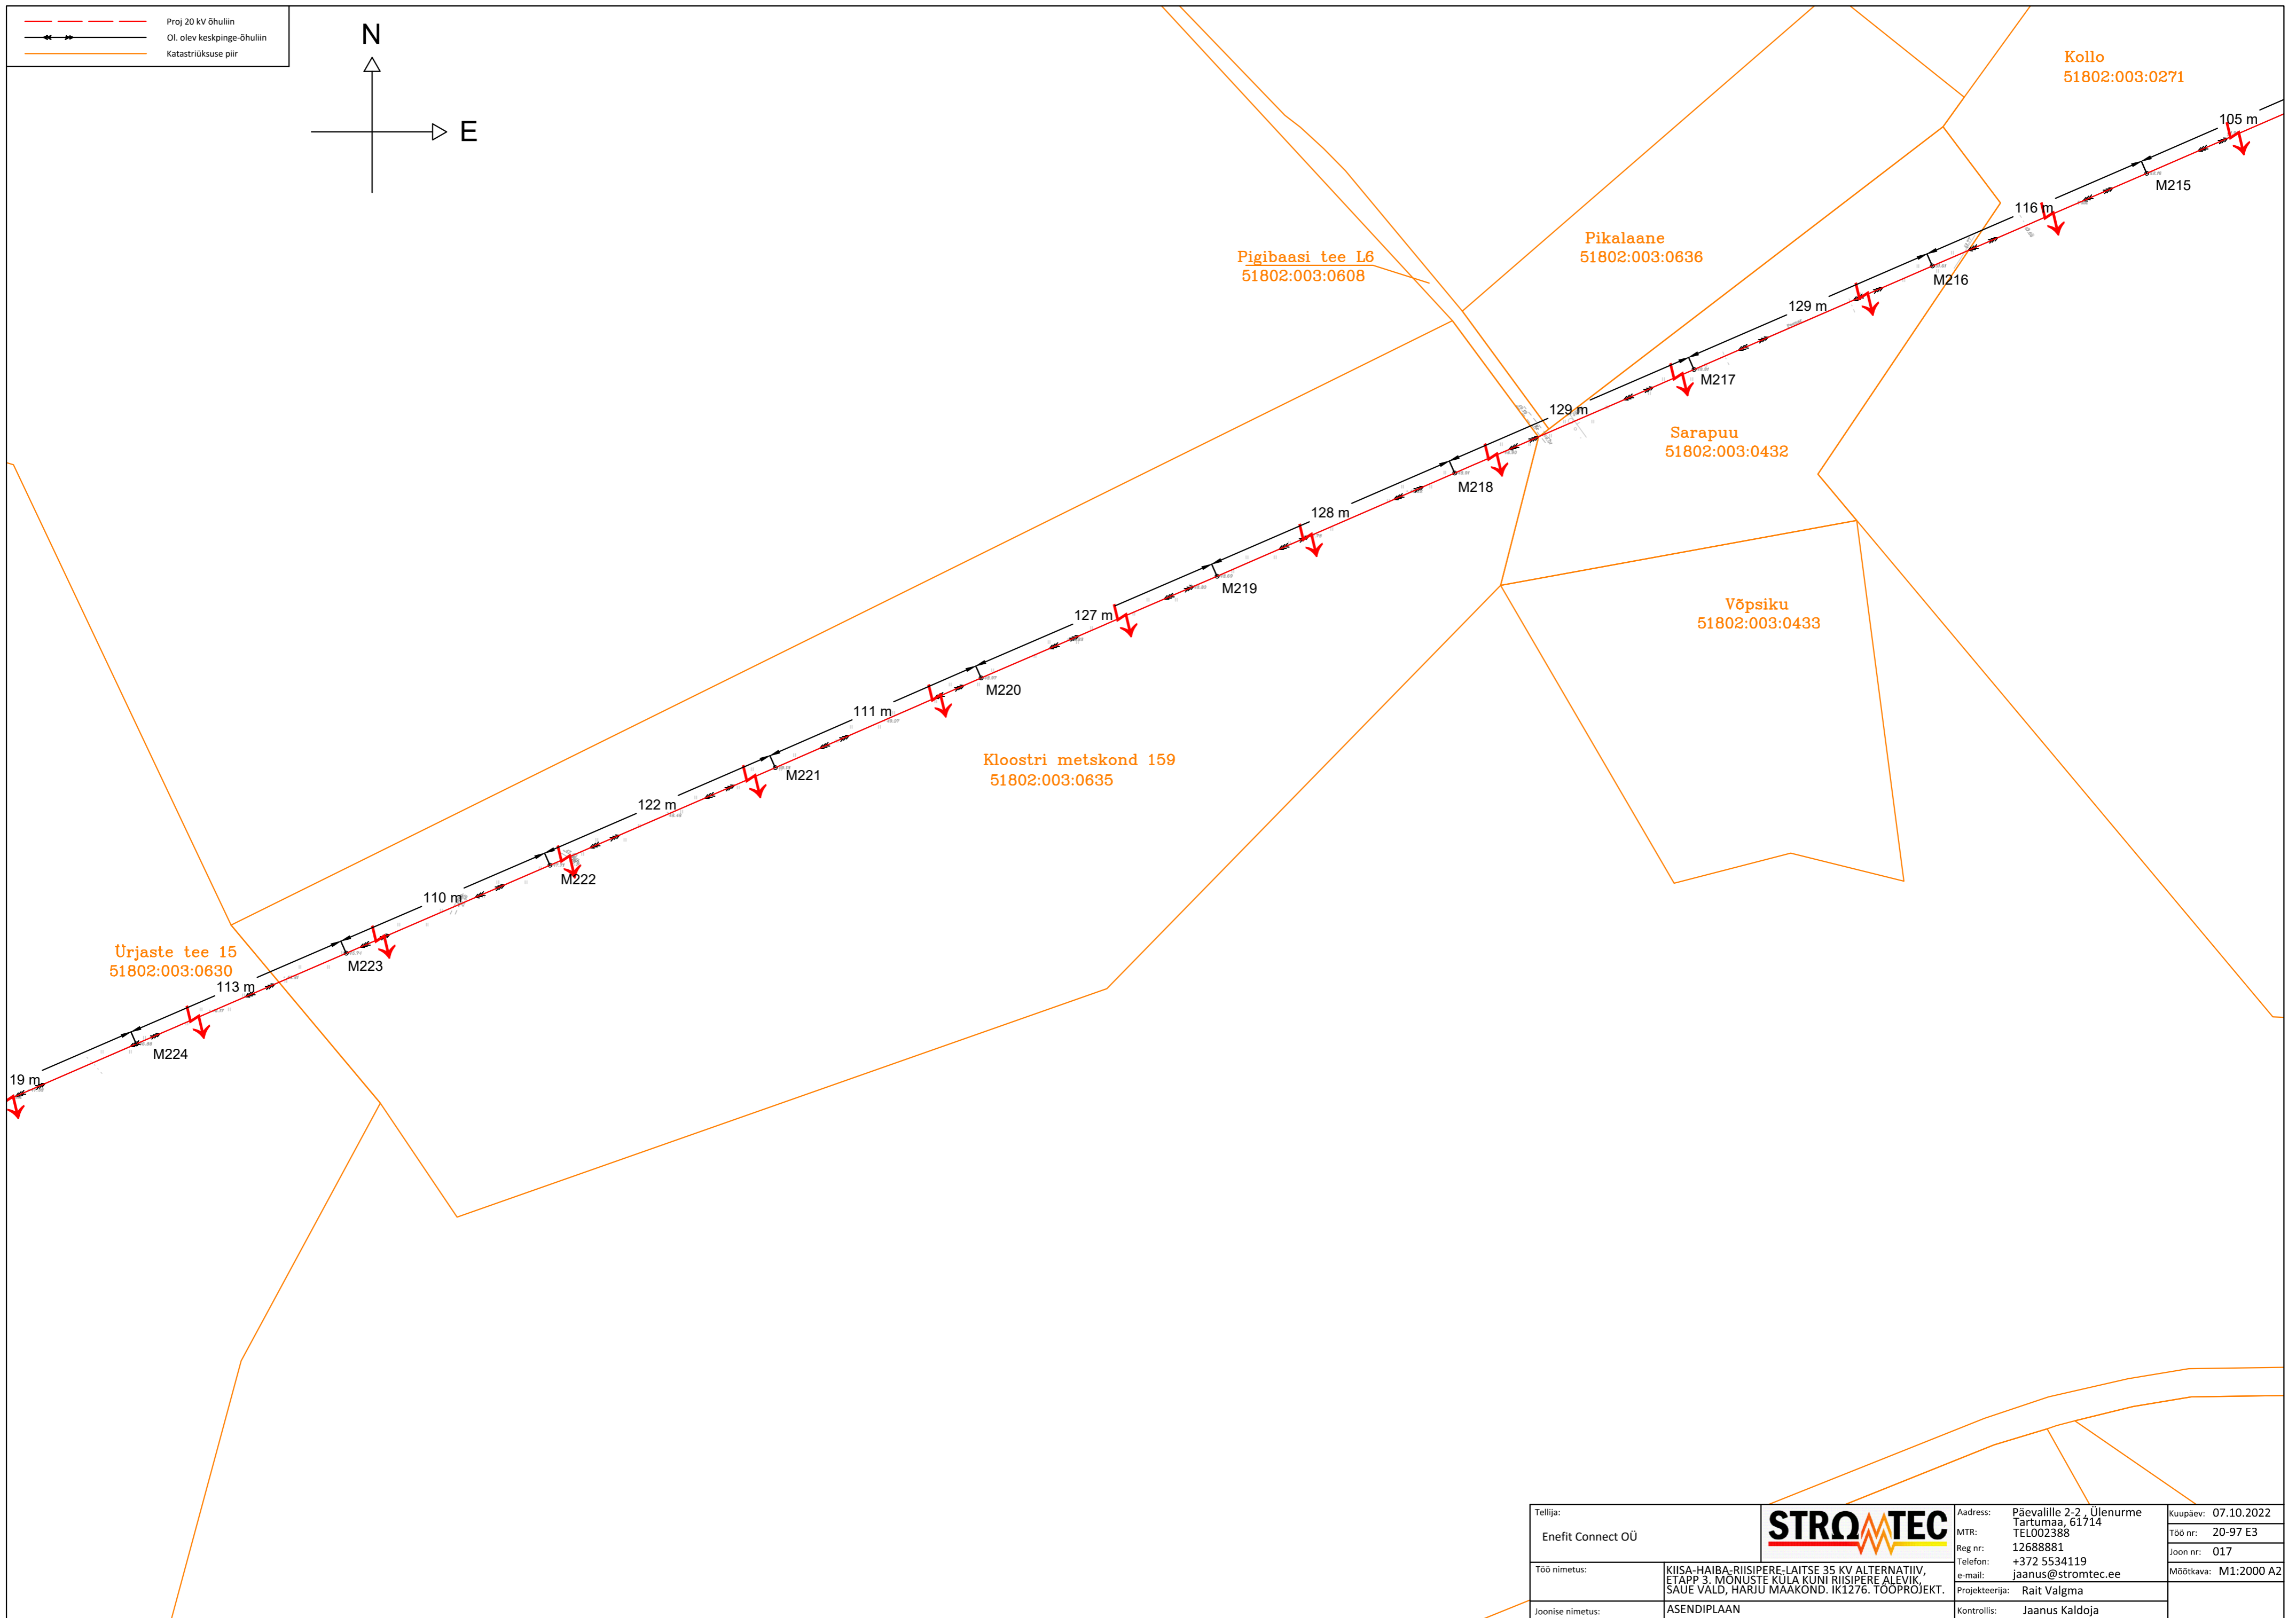 Proj 20 kV õhuliin
Ol. olev keskpinge-õhuliin
Katastriüksuse piir
N
E
Kollo
51802:003:0271
105 m
M215
116 m
M216
Pikalaane
51802:003:0636
Pigibaasi tee L6
51802:003:0608
129 m
M217
129 m
Sarapuu
51802:003:0432
M218
128 m
M219
Võpsiku
51802:003:0433
127 m
M220
111 m
Kloostri metskond 159
51802:003:0635
M221
122 m
M222
110 m
M223
Ürjaste tee 15
51802:003:0630
113 m
M224
19 m
Tellija:
Enefit Connect OÜ
STROMTEC
Aadress: Päevalille 2-2 , Ülenurme
Tartumaa, 61714
MTR: TEL002388
Reg nr: 12688881
Telefon: +372 5534119
e-mail: jaanus@stromtec.ee
Kuupäev: 07.10.2022
Töö nr: 20-97 E3
Joon nr: 017
Mõõtkava: M1:2000 A2
Töö nimetus:
KIISA-HAIBA-RIISIPERE-LAITSE 35 KV ALTERNATIIV,
ETAPP 3. MÕNUSTE KÜLA KUNI RIISIPERE ALEVIK,
SAUE VALD, HARJU MAAKOND. IK1276. TÖÖPROJEKT.
Projekteerija: Rait Valgma
Joonise nimetus: ASENDIPLAAN
Kontrollis: Jaanus Kaldoja